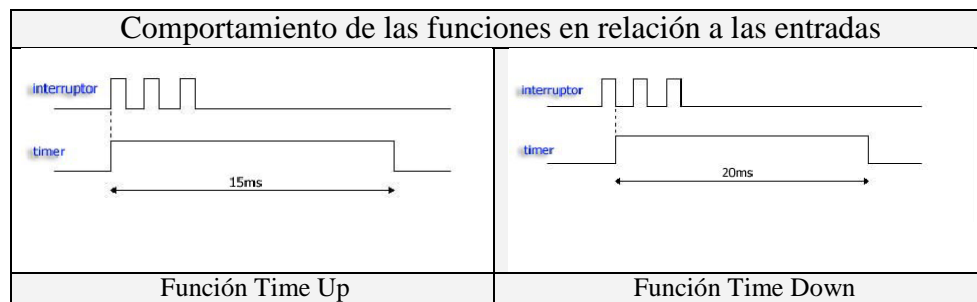 Comportamiento de las funciones en relación a las entradas
interruptor
timer
15ms
interruptor
timer
20ms
Función Time Up
Función Time Down